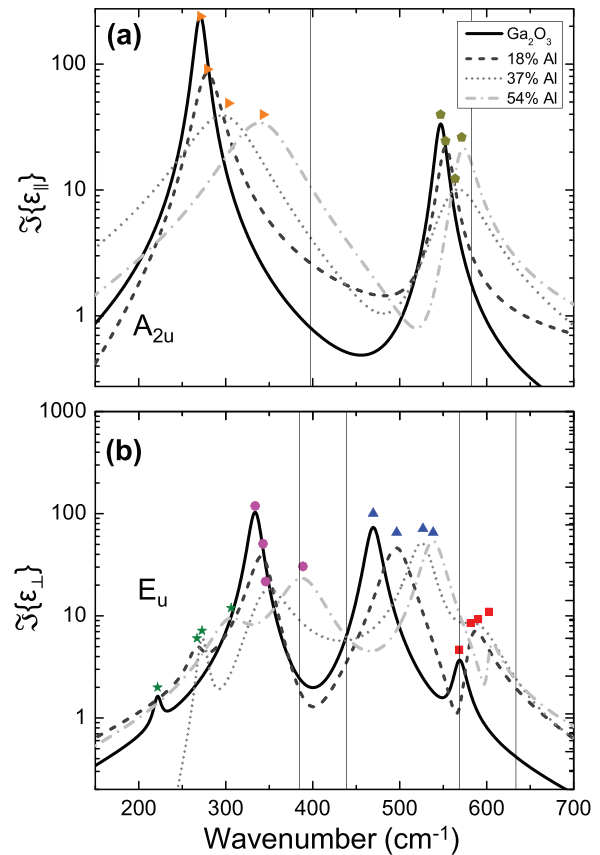 (a)
Ga₂O₃
18% Al
37% Al
54% Al
100
10
1
ℑ{ε∥}
A₂ᵤ
(b)
1000
100
10
1
ℑ{ε⊥}
Eᵤ
200 300 400 500 600 700
Wavenumber (cm⁻¹)